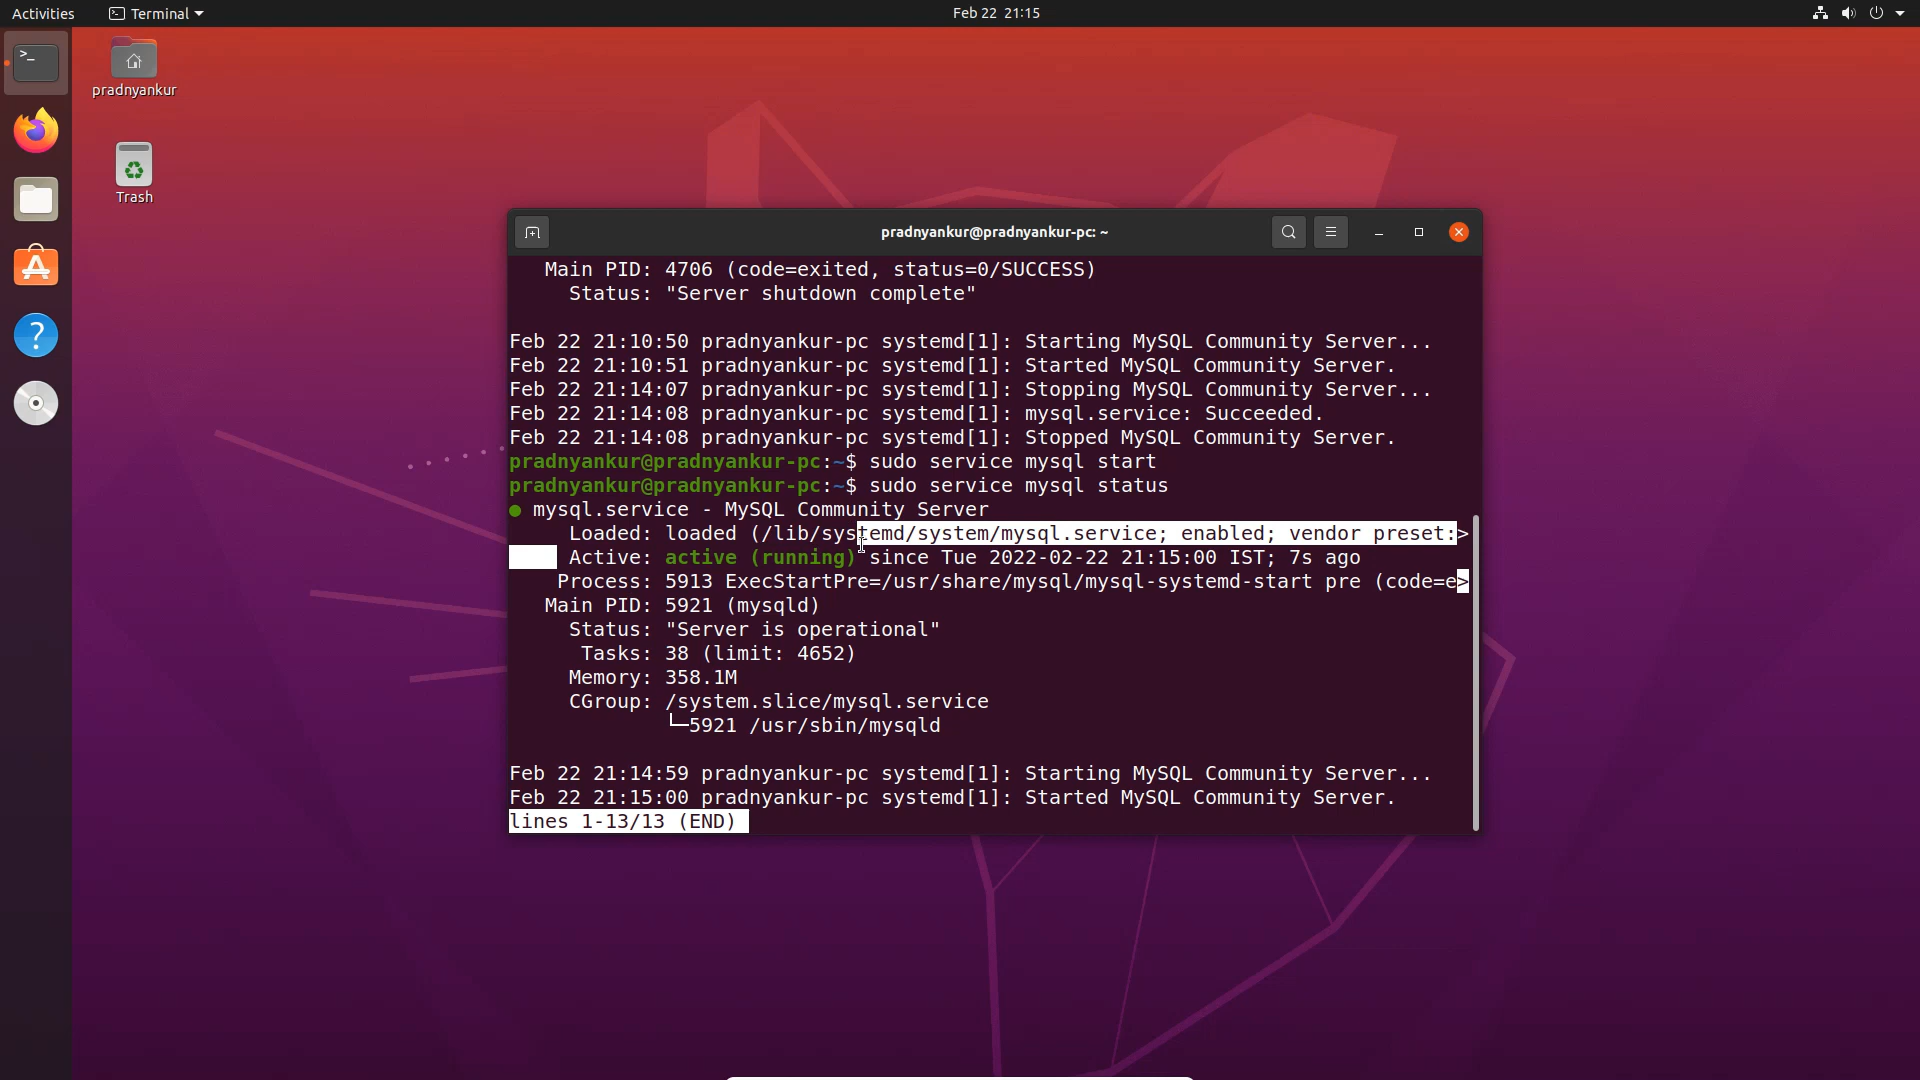 Activities
Terminal
Feb 22 21:15
pradnyankur
Trash
pradnyankur@pradnyankur-pc: ~
Main PID: 4706 (code=exited, status=0/SUCCESS)
Status: "Server shutdown complete"
Feb 22 21:10:50 pradnyankur-pc systemd[1]: Starting MySQL Community Server...
Feb 22 21:10:51 pradnyankur-pc systemd[1]: Started MySQL Community Server.
Feb 22 21:14:07 pradnyankur-pc systemd[1]: Stopping MySQL Community Server...
Feb 22 21:14:08 pradnyankur-pc systemd[1]: mysql.service: Succeeded.
Feb 22 21:14:08 pradnyankur-pc systemd[1]: Stopped MySQL Community Server.
pradnyankur@pradnyankur-pc:~$ sudo service mysql start
pradnyankur@pradnyankur-pc:~$ sudo service mysql status
● mysql.service - MySQL Community Server
Loaded: loaded (/lib/systemd/system/mysql.service; enabled; vendor preset:>
Active: active (running) since Tue 2022-02-22 21:15:00 IST; 7s ago
Process: 5913 ExecStartPre=/usr/share/mysql/mysql-systemd-start pre (code=e>
Main PID: 5921 (mysqld)
Status: "Server is operational"
Tasks: 38 (limit: 4652)
Memory: 358.1M
CGroup: /system.slice/mysql.service
└─5921 /usr/sbin/mysqld
Feb 22 21:14:59 pradnyankur-pc systemd[1]: Starting MySQL Community Server...
Feb 22 21:15:00 pradnyankur-pc systemd[1]: Started MySQL Community Server.
lines 1-13/13 (END)